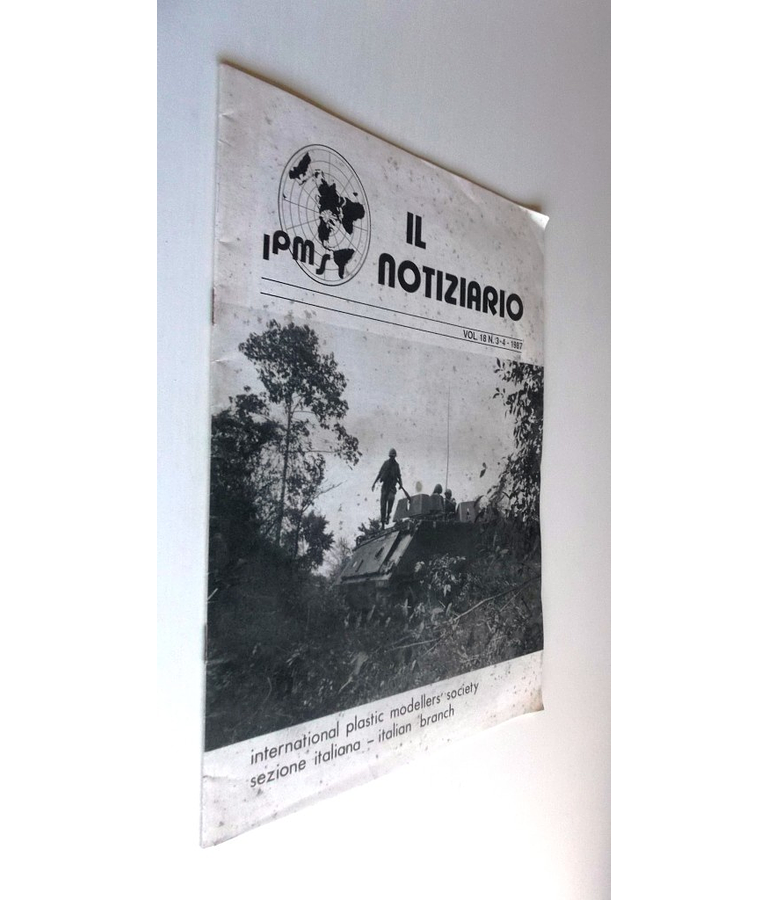 IPMS
IL
NOTIZIARIO
VOL. 18 N. 3-4 - 1987
international plastic modellers' society
sezione italiana – italian branch